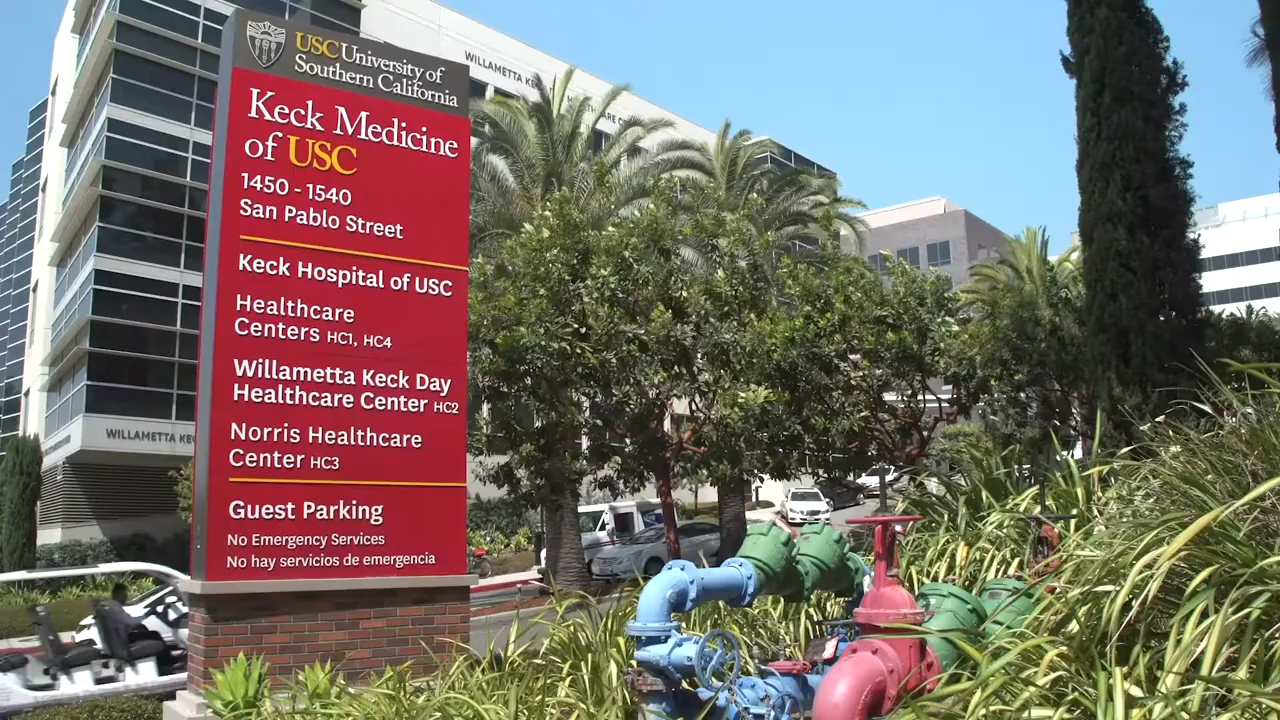 USC University of
Southern California
Keck Medicine
of USC
1450 - 1540
San Pablo Street
Keck Hospital of USC
Healthcare
Centers HC1, HC4
Willametta Keck Day
Healthcare Center HC2
Norris Healthcare
Center HC3
Guest Parking
No Emergency Services
No hay servicios de emergencia
WILLAMETTA
WILLAMETTA